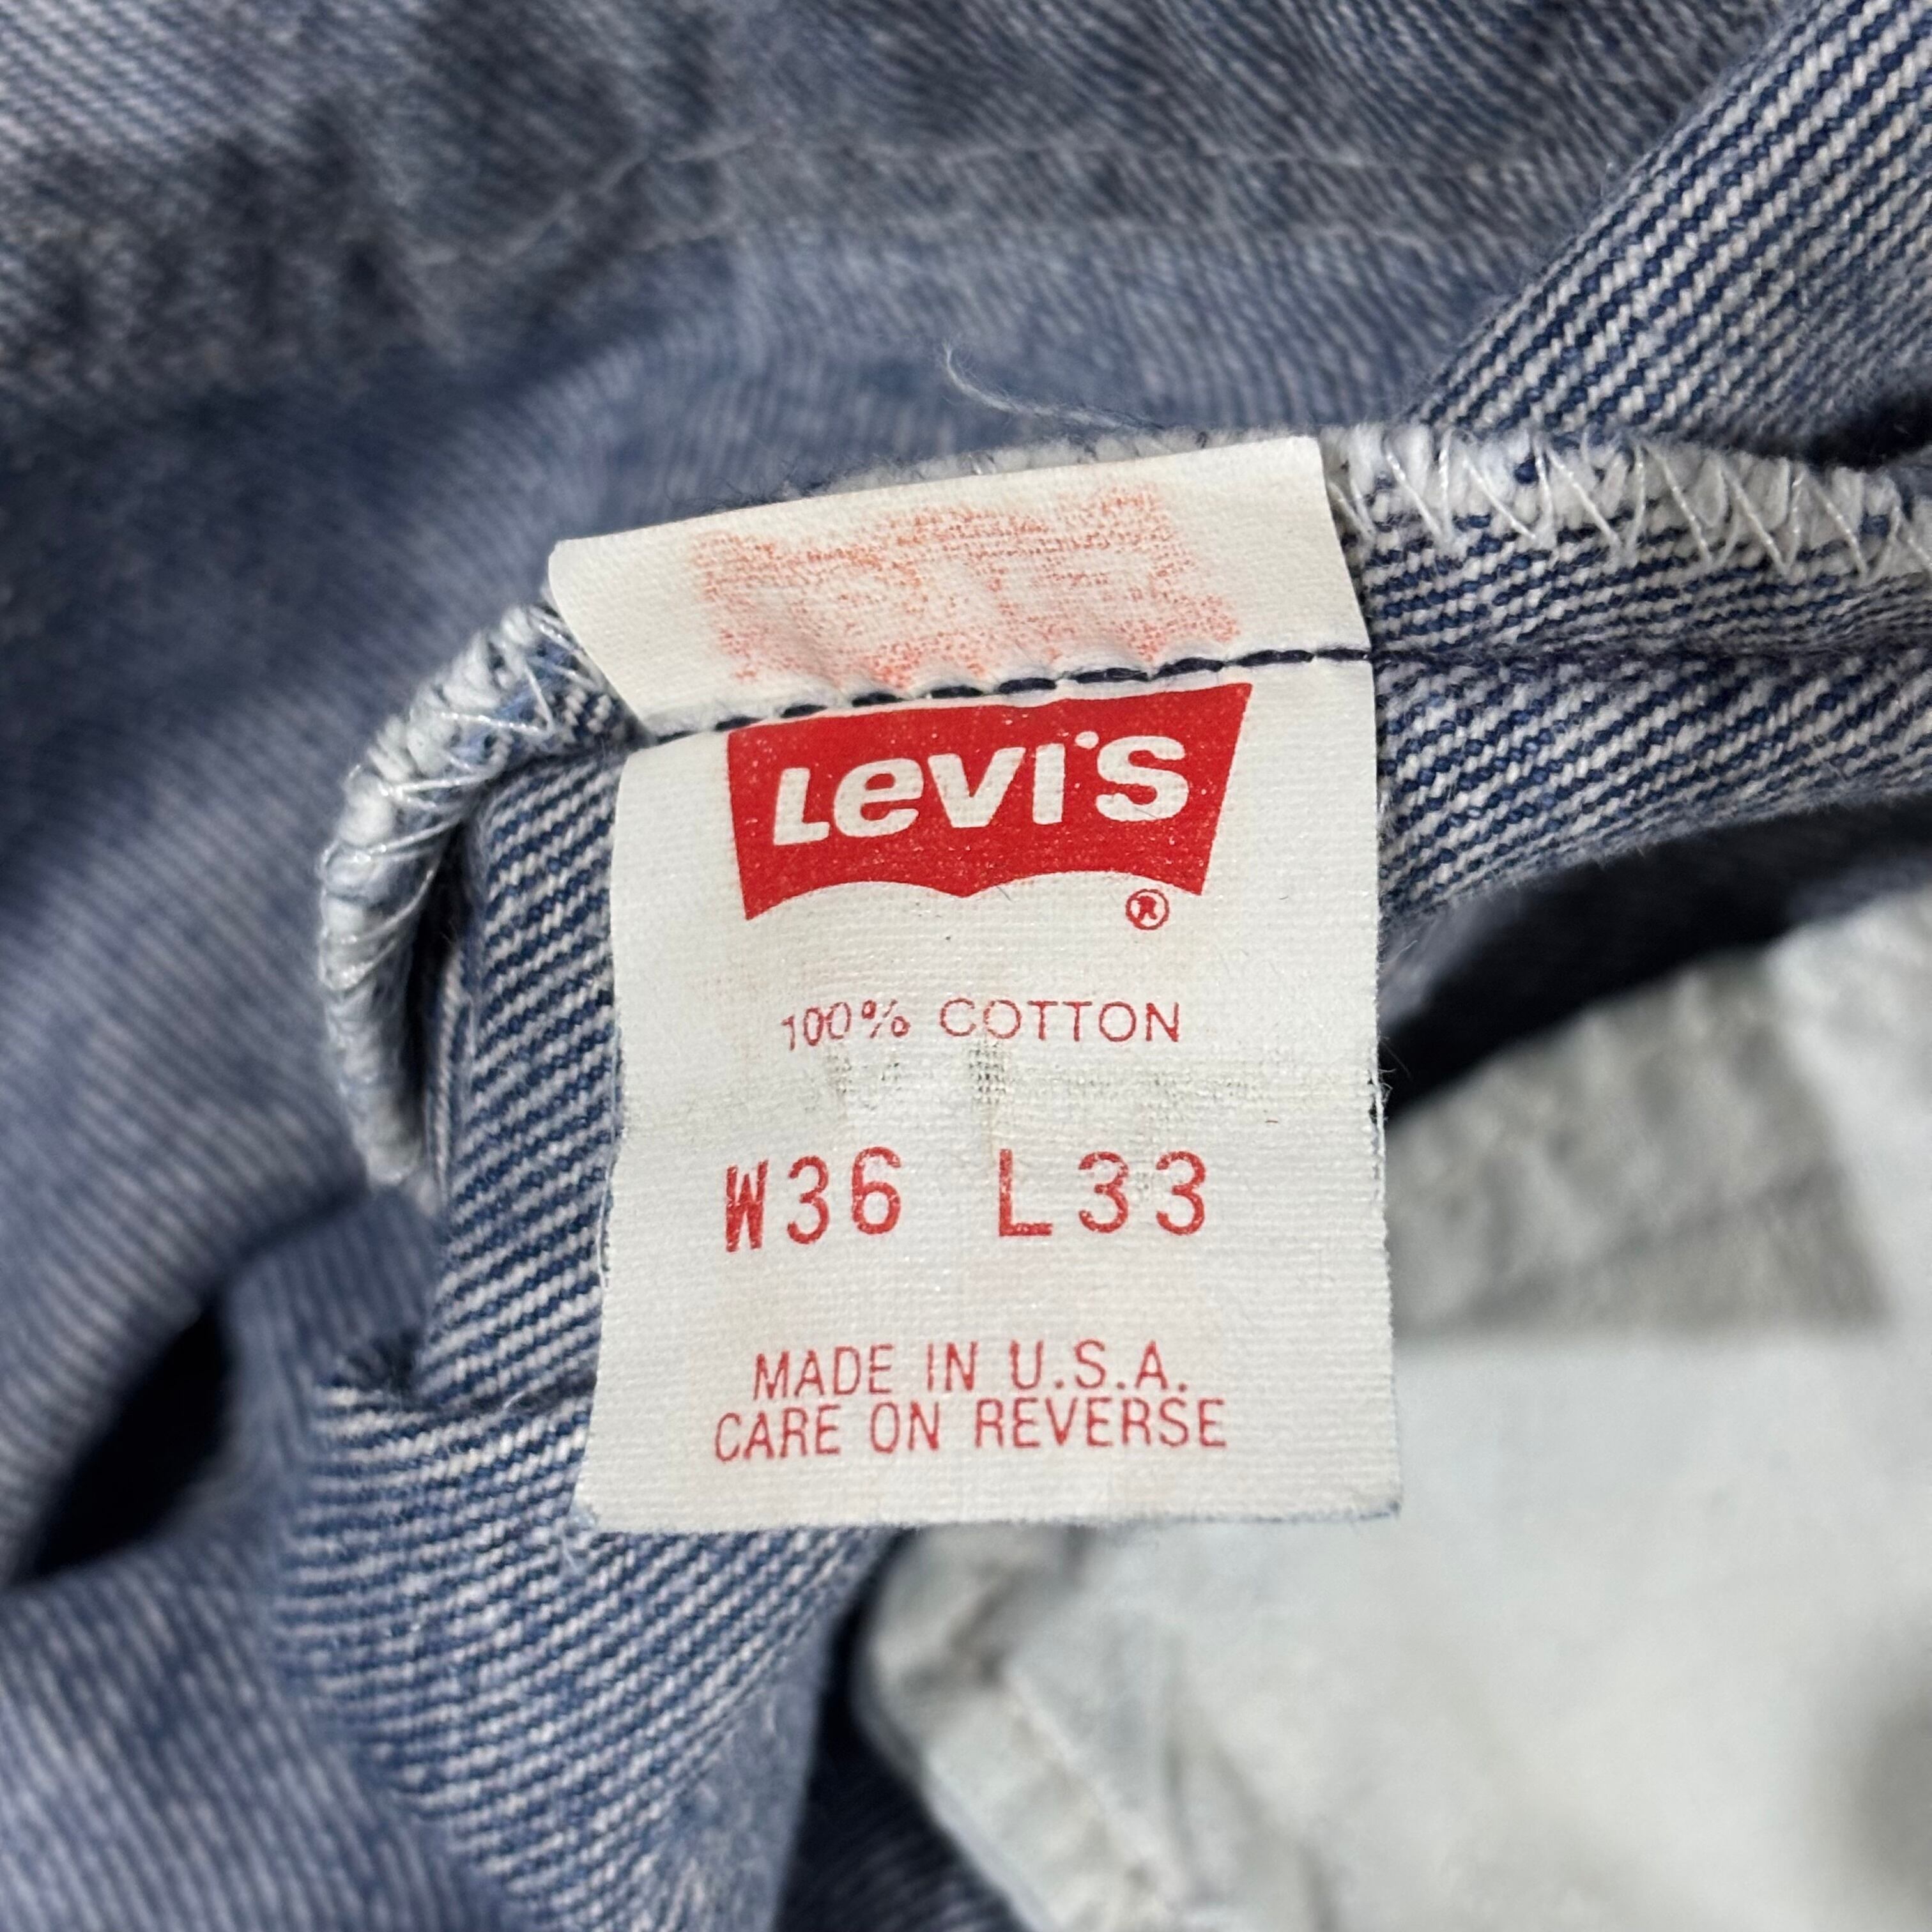 Levi's
®
100% COTTON
W36 L33
MADE IN U.S.A.
CARE ON REVERSE